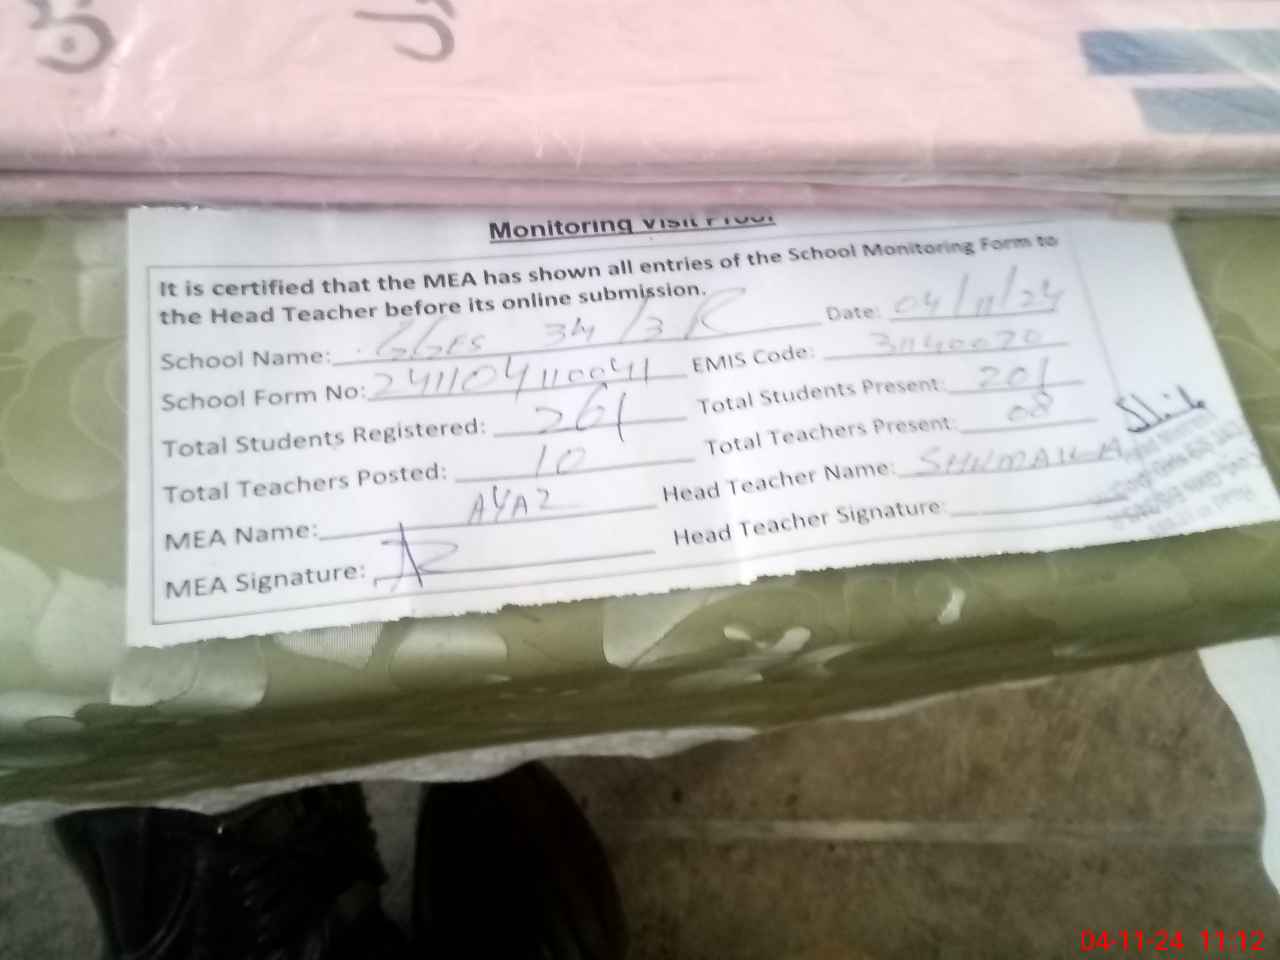 Monitoring Visit Proof
It is certified that the MEA has shown all entries of the School Monitoring Form to
the Head Teacher before its online submission.
School Name: GGES 34/3R Date: 04/11/24
School Form No: 241104110041 EMIS Code: 31140020
Total Students Registered: 261 Total Students Present: 201
Total Teachers Posted: 10 Total Teachers Present: 08
MEA Name: AYAZ Head Teacher Name: SHUMAILA
MEA Signature: Head Teacher Signature:
04-11-24 11:12